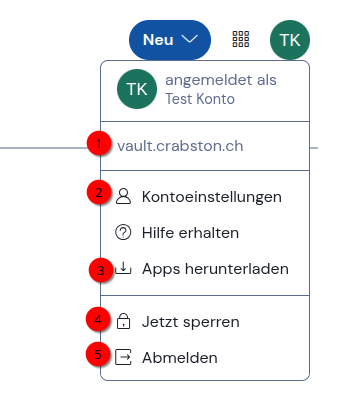 Neu
TK
TK
angemeldet als
Test Konto
1
vault.crabston.ch
2
Kontoeinstellungen
Hilfe erhalten
3
Apps herunterladen
4
Jetzt sperren
5
Abmelden